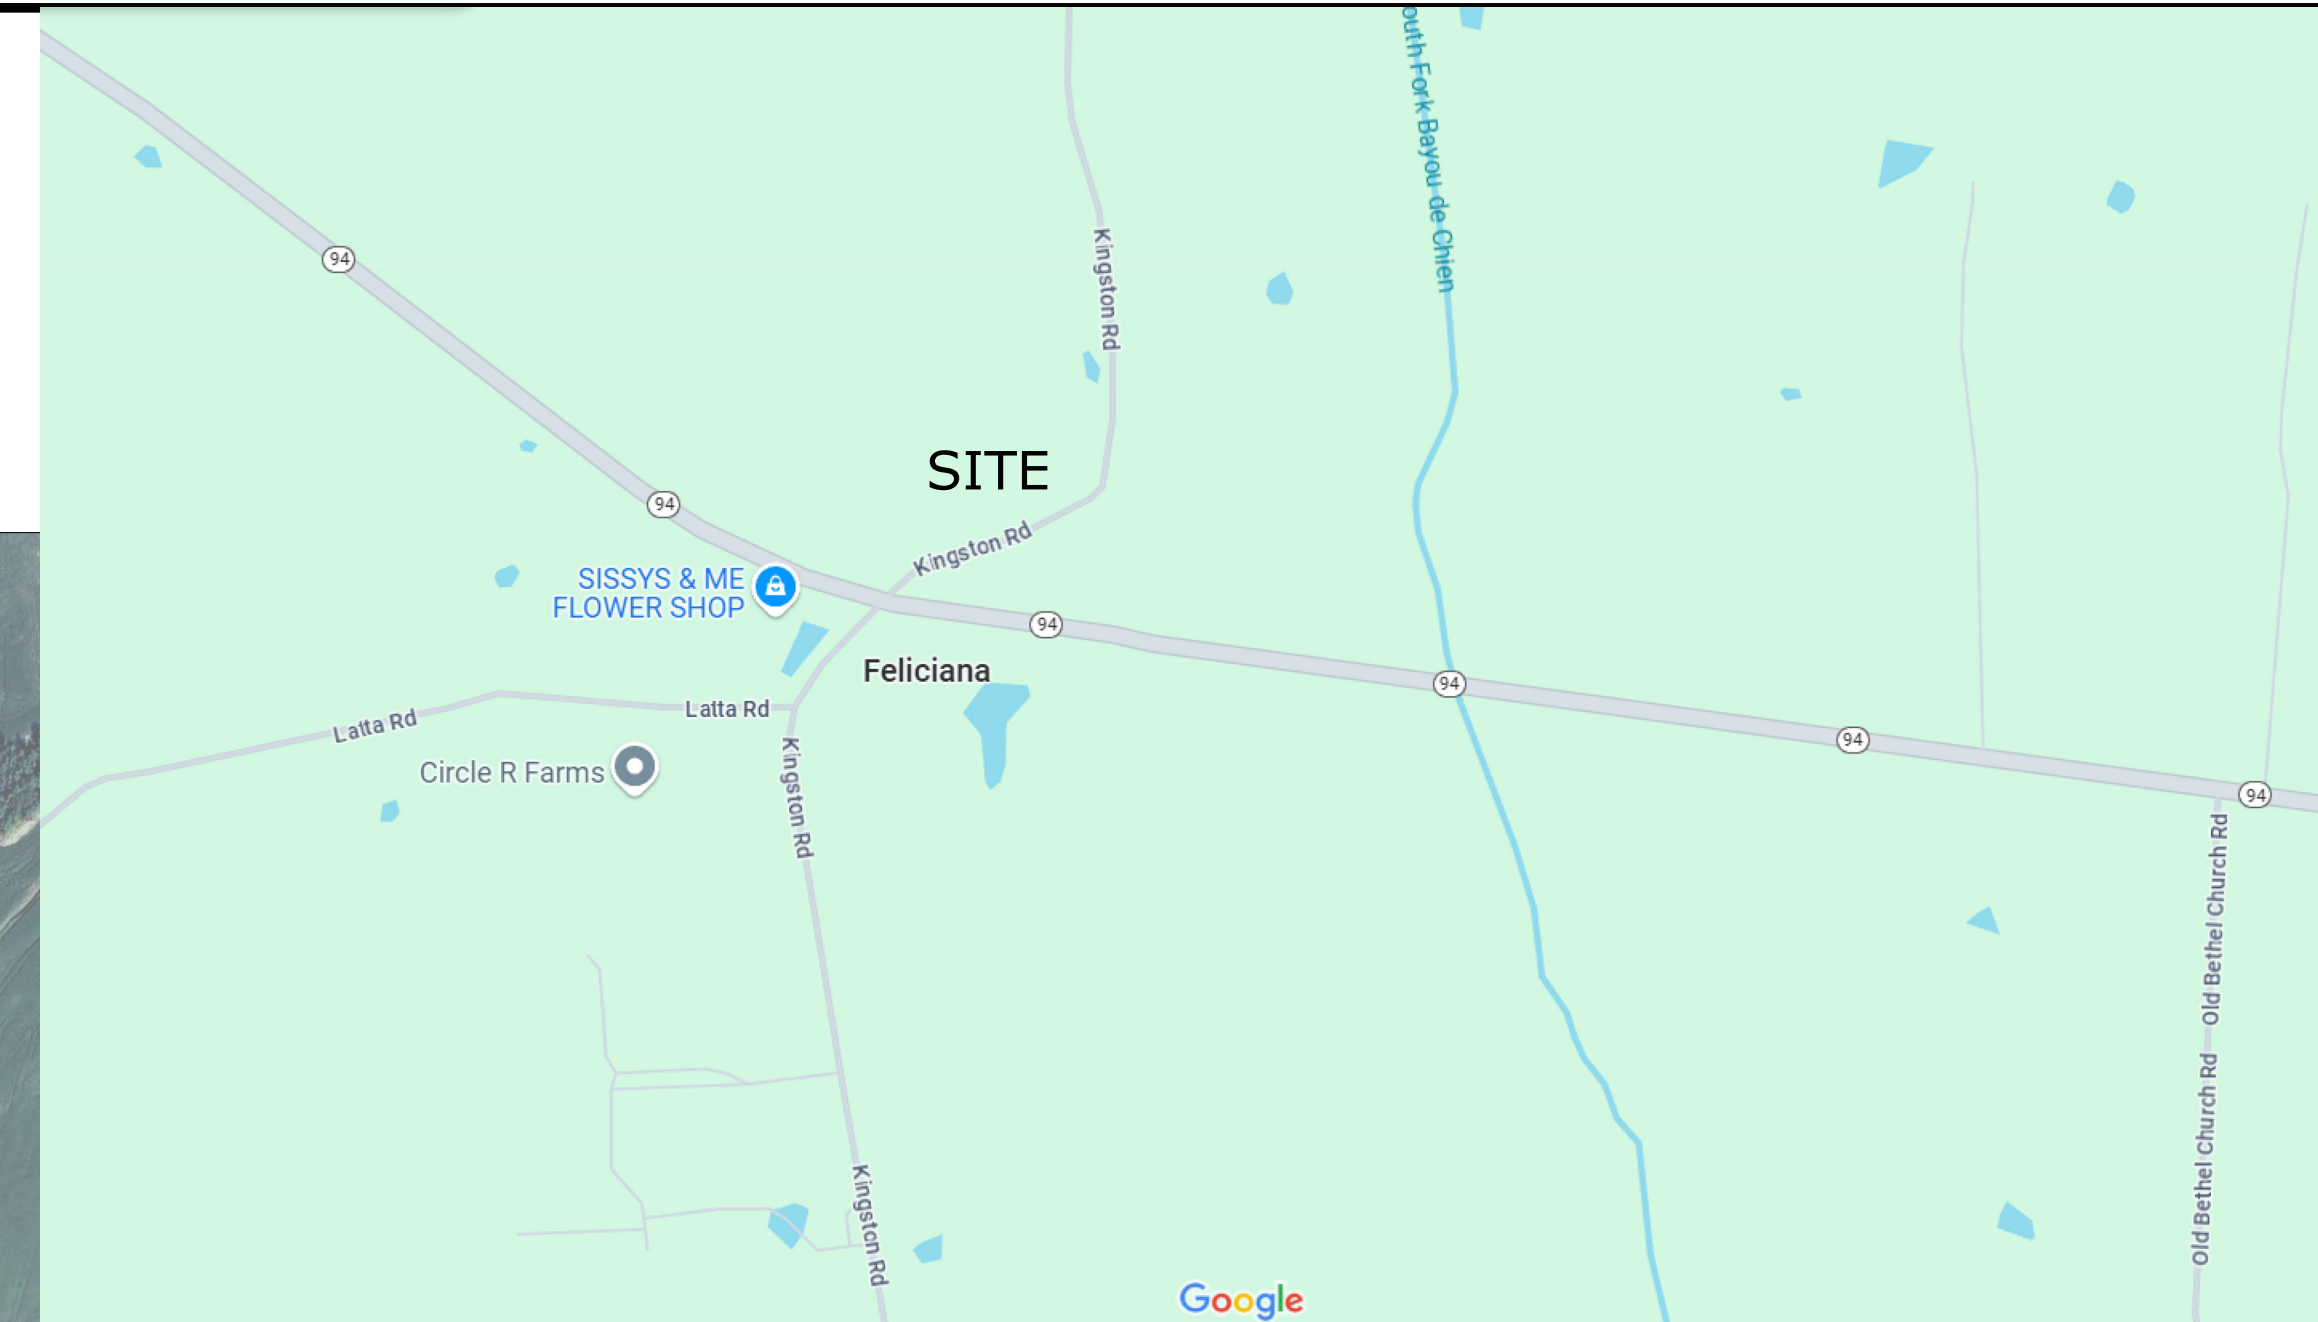 outh Fork Bayou de Chien
Kingston Rd
94
SITE
94
Kingston Rd
SISSYS & ME
FLOWER SHOP
94
Feliciana
94
Latta Rd
Latta Rd
94
Circle R Farms
Kingston Rd
94
Old Bethel Church Rd
Old Bethel Church Rd
Kingston Rd
Google